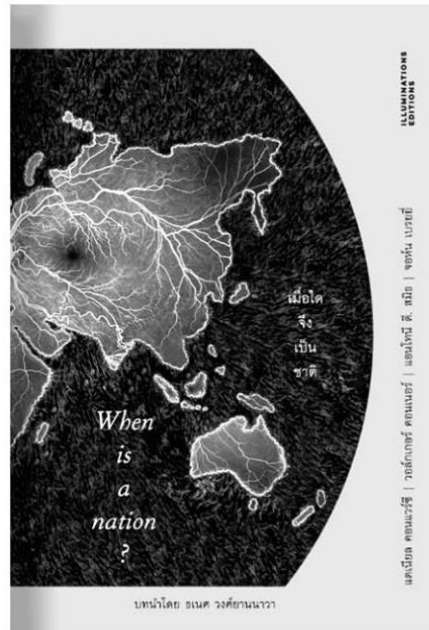 ILLUMINATIONS
EDITIONS
เมื่อใด
จึง
เป็น
ชาติ
When
is
a
nation
?
แดเนียล คอนแวร์ซี | วอล์กเกอร์ คอนเนอร์ | แอนโทนี ดี. สมิธ | จอห์น เบรยยี
บทนำโดย ธเนศ วงศ์ยานนาวา